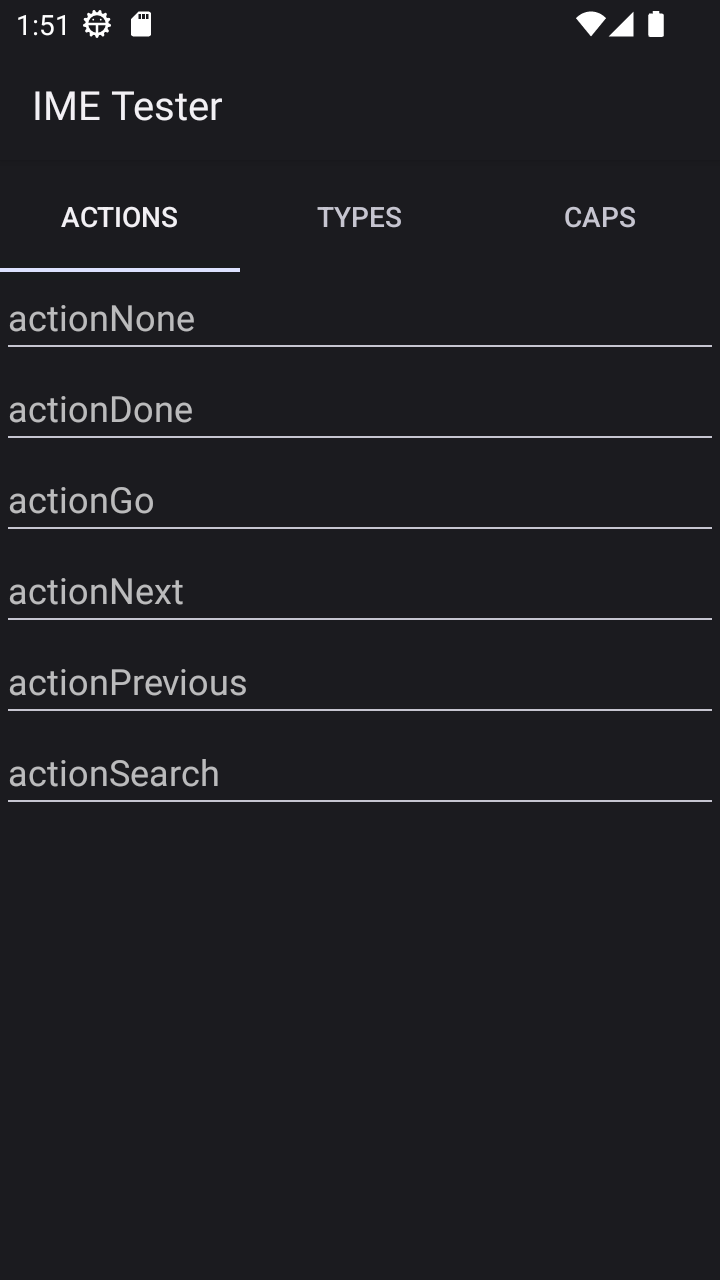 1:51
IME Tester
ACTIONS TYPES CAPS
actionNone
actionDone
actionGo
actionNext
actionPrevious
actionSearch